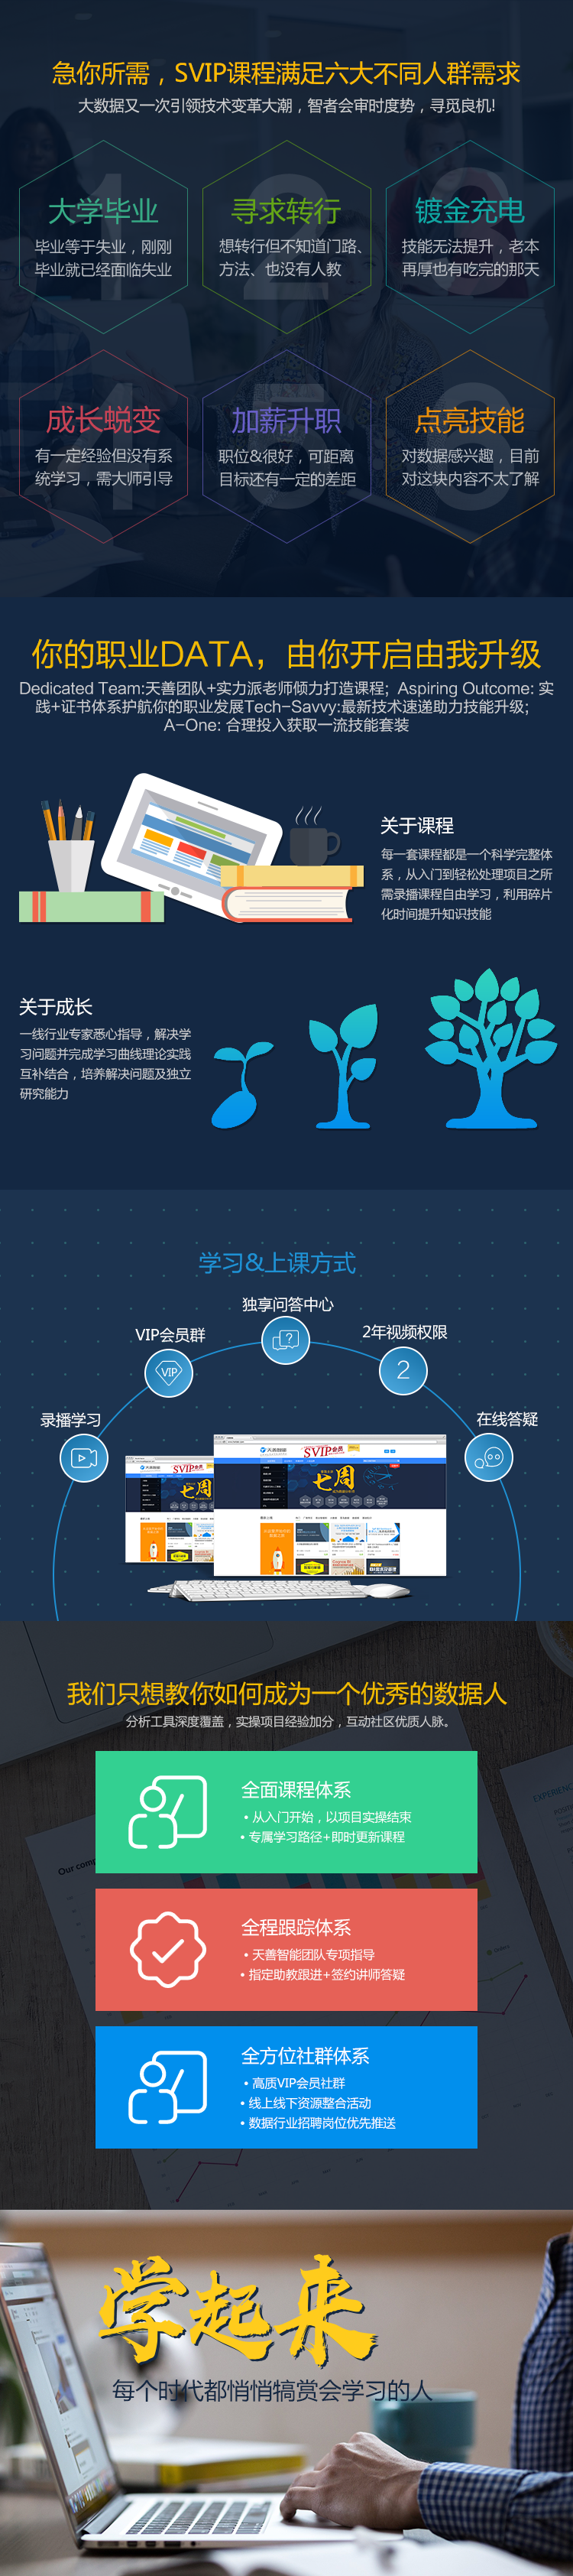 急你所需，SVIP课程满足六大不同人群需求
大数据又一次引领技术变革大潮，智者会审时度势，寻觅良机!
1
大学毕业
毕业等于失业，刚刚
毕业就已经面临失业
2
寻求转行
想转行但不知道门路、
方法、也没有人教
3
镀金充电
技能无法提升，老本
再厚也有吃完的那天
4
成长蜕变
有一定经验但没有系
统学习，需大师引导
5
加薪升职
职位&很好，可距离
目标还有一定的差距
6
点亮技能
对数据感兴趣，目前
对这块内容不太了解
你的职业DATA，由你开启由我升级
Dedicated Team:天善团队+实力派老师倾力打造课程；Aspiring Outcome: 实
践+证书体系护航你的职业发展Tech-Savvy:最新技术速递助力技能升级；
A-One: 合理投入获取一流技能套装
关于课程
每一套课程都是一个科学完整体
系，从入门到轻松处理项目之所
需录播课程自由学习，利用碎片
化时间提升知识技能
关于成长
一线行业专家悉心指导，解决学
习问题并完成学习曲线理论实践
互补结合，培养解决问题及独立
研究能力
学习&上课方式
独享问答中心
VIP会员群
2年视频权限
VIP
?
2
录播学习
在线答疑
SVIP会员
七周
我们只想教你如何成为一个优秀的数据人
分析工具深度覆盖，实操项目经验加分，互动社区优质人脉。
全面课程体系
• 从入门开始，以项目实操结束
• 专属学习路径+即时更新课程
全程跟踪体系
• 天善智能团队专项指导
• 指定助教跟进+签约讲师答疑
全方位社群体系
• 高质VIP会员社群
• 线上线下资源整合活动
• 数据行业招聘岗位优先推送
学起来
每个时代都悄悄犒赏会学习的人